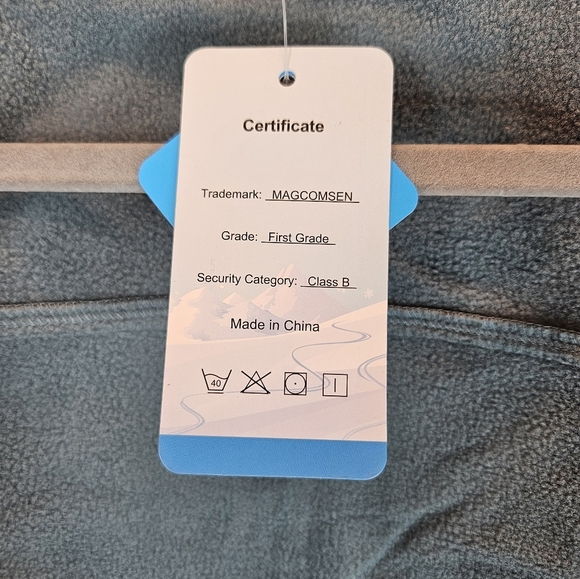 Certificate
Trademark: MAGCOMSEN
Grade: First Grade
Security Category: Class B
Made in China
40